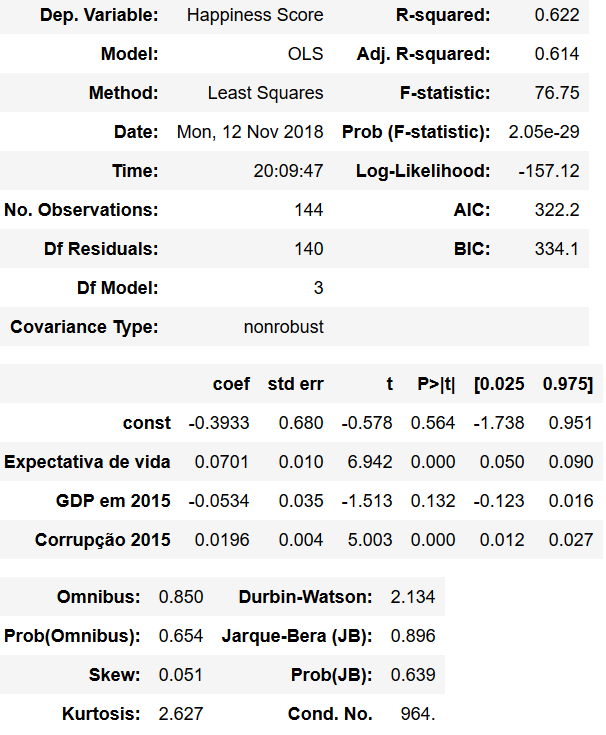 Dep. Variable: Happiness Score R-squared: 0.622
Model: OLS Adj. R-squared: 0.614
Method: Least Squares F-statistic: 76.75
Date: Mon, 12 Nov 2018 Prob (F-statistic): 2.05e-29
Time: 20:09:47 Log-Likelihood: -157.12
No. Observations: 144 AIC: 322.2
Df Residuals: 140 BIC: 334.1
Df Model: 3
Covariance Type: nonrobust
coef std err t P>|t| [0.025 0.975]
const -0.3933 0.680 -0.578 0.564 -1.738 0.951
Expectativa de vida 0.0701 0.010 6.942 0.000 0.050 0.090
GDP em 2015 -0.0534 0.035 -1.513 0.132 -0.123 0.016
Corrupção 2015 0.0196 0.004 5.003 0.000 0.012 0.027
Omnibus: 0.850 Durbin-Watson: 2.134
Prob(Omnibus): 0.654 Jarque-Bera (JB): 0.896
Skew: 0.051 Prob(JB): 0.639
Kurtosis: 2.627 Cond. No. 964.